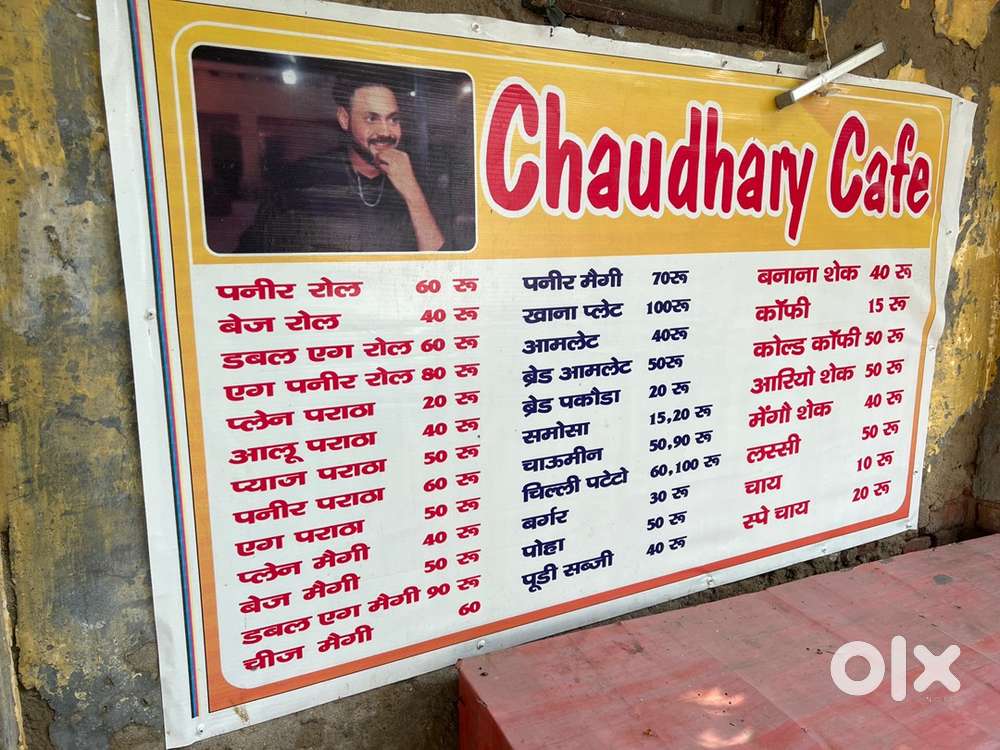 Chaudhary Cafe
पनीर रोल 60 रू
बेज रोल 40 रू
डबल एग रोल 60 रू
एग पनीर रोल 80 रू
प्लेन पराठा 20 रू
आलू पराठा 40 रू
प्याज पराठा 50 रू
पनीर पराठा 60 रू
एग पराठा 50 रू
प्लेन मैगी 40 रू
बेज मैगी 50 रू
डबल एग मैगी 90 रू
चीज मैगी 60
पनीर मैगी 70रू
खाना प्लेट 100रू
आमलेट 40रू
ब्रेड आमलेट 50रू
ब्रेड पकौडा 20 रू
समोसा 15,20 रू
चाऊमीन 50,90 रू
चिल्ली पटेटो 60,100 रू
बर्गर 30 रू
पोहा 50 रू
पूडी सब्जी 40 रू
बनाना शेक 40 रू
कॉफी 15 रू
कोल्ड कॉफी 50 रू
आरियो शेक 50 रू
मेंगौ शेक 40 रू
लस्सी 50 रू
चाय 10 रू
स्पे चाय 20 रू
olx